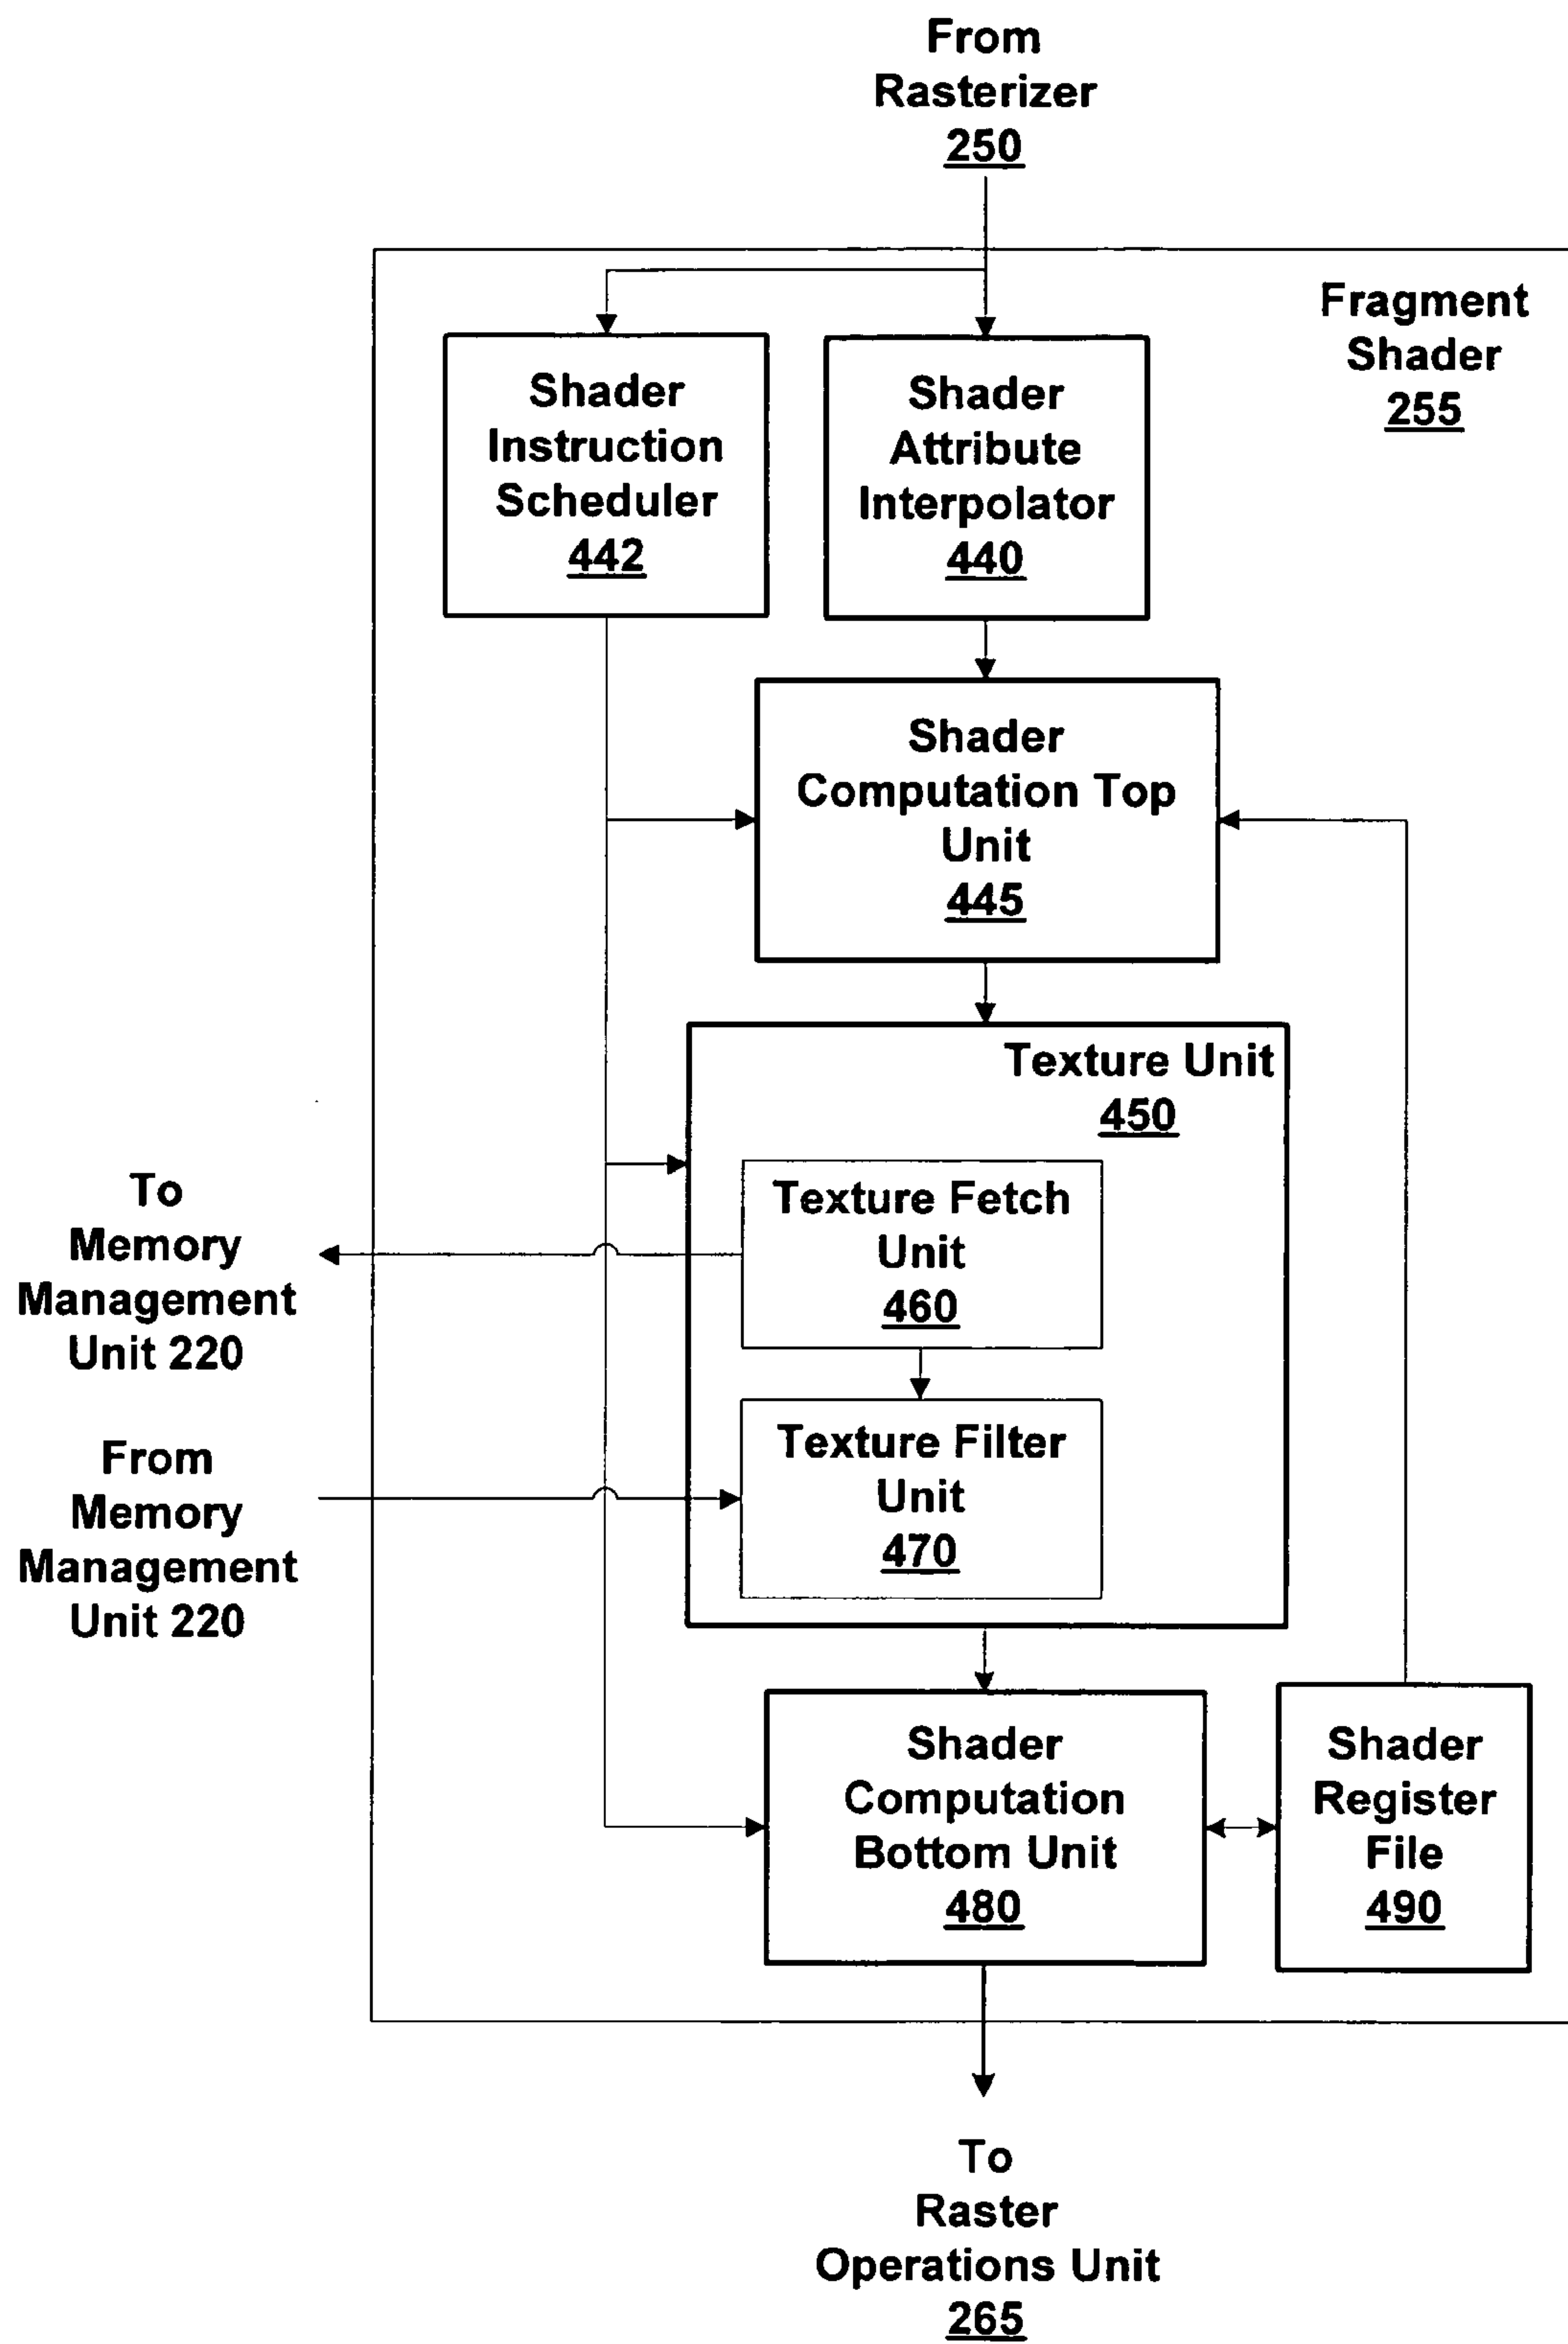 From
Rasterizer
250
Fragment
Shader
255
Shader
Instruction
Scheduler
442
Shader
Attribute
Interpolator
440
Shader
Computation Top
Unit
445
Texture Unit
450
Texture Fetch
Unit
460
To
Memory
Management
Unit 220
Texture Filter
Unit
470
From
Memory
Management
Unit 220
Shader
Computation
Bottom Unit
480
Shader
Register
File
490
To
Raster
Operations Unit
265